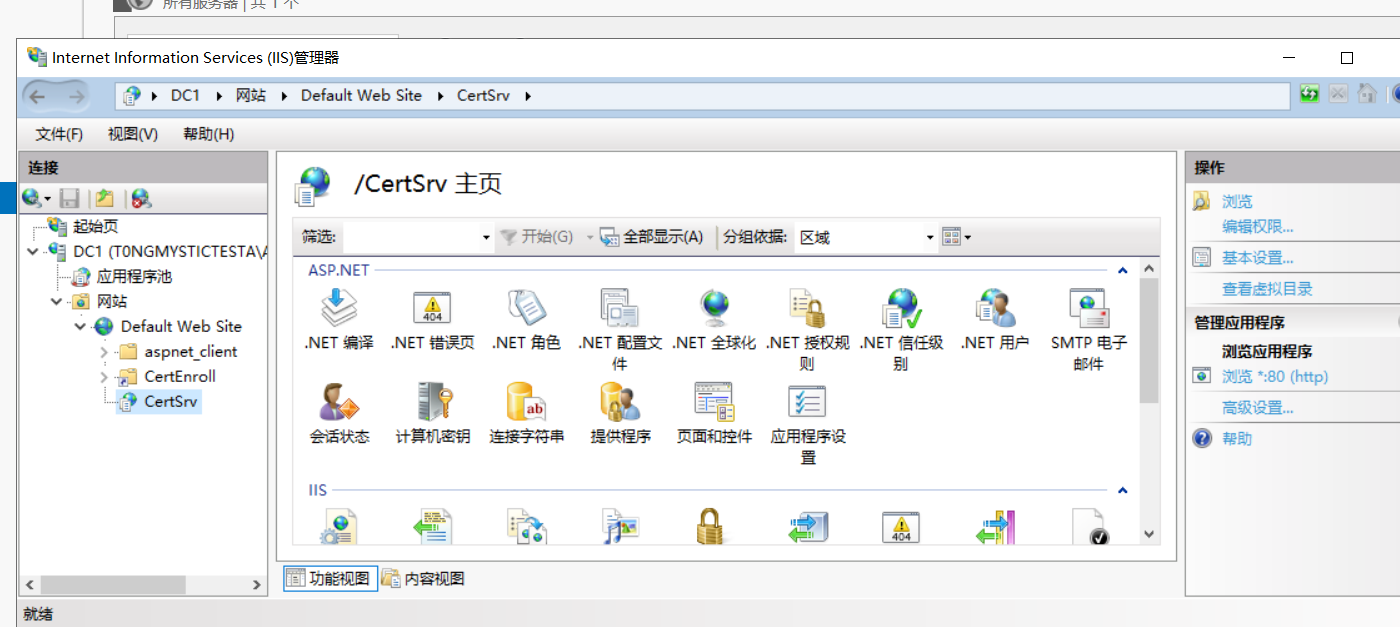 所有服务器 | 共 1 个
Internet Information Services (IIS)管理器
DC1 网站 Default Web Site CertSrv
文件(F) 视图(V) 帮助(H)
连接
起始页
DC1 (T0NGMYSTICTESTA\A
应用程序池
网站
Default Web Site
aspnet_client
CertEnroll
CertSrv
/CertSrv 主页
筛选: 开始(G) 全部显示(A) 分组依据: 区域
ASP.NET
.NET 编译 .NET 错误页 .NET 角色 .NET 配置文件 .NET 全球化 .NET 授权规则 .NET 信任级别 .NET 用户 SMTP 电子邮件
404
会话状态 计算机密钥 连接字符串 提供程序 页面和控件 应用程序设置
ab
IIS
404
功能视图 内容视图
操作
浏览
编辑权限...
基本设置...
查看虚拟目录
管理应用程序
浏览应用程序
浏览 *:80 (http)
高级设置...
帮助
就绪